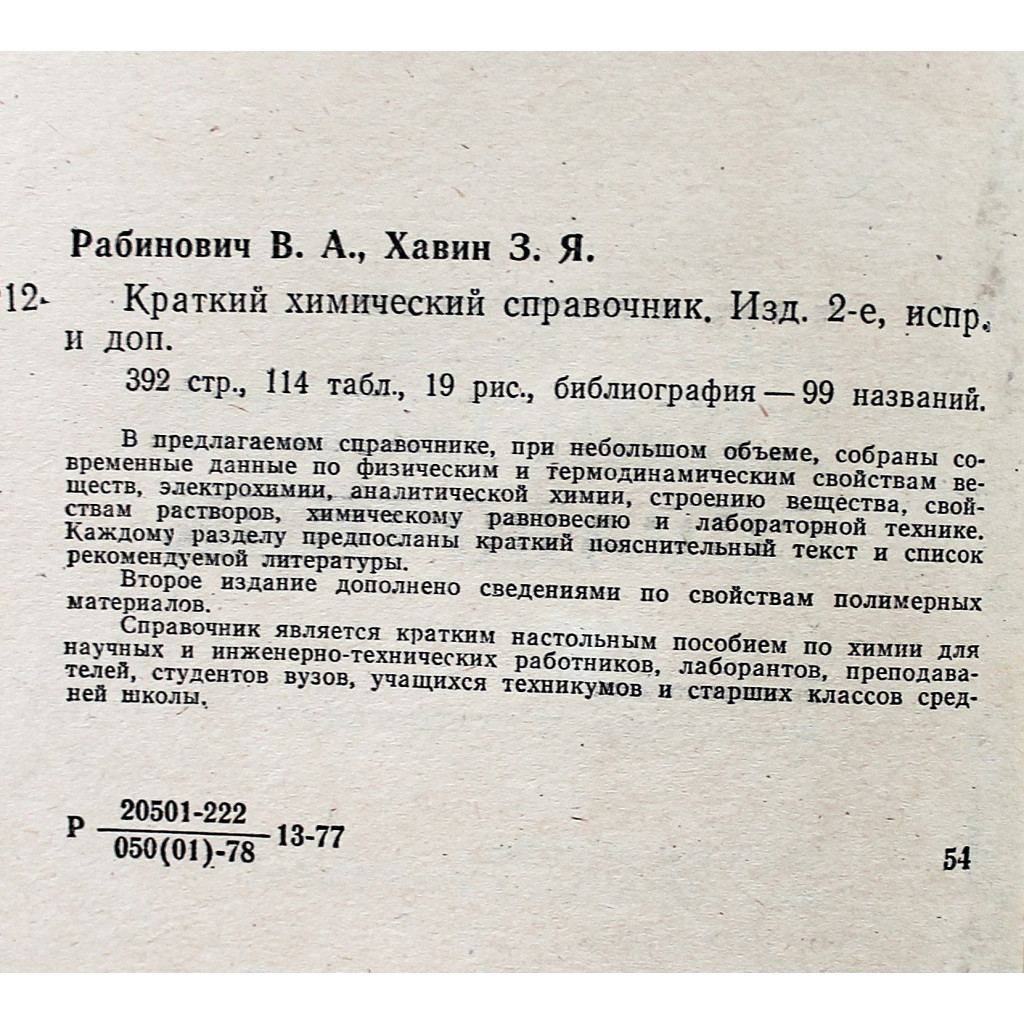 Рабинович В. А., Хавин З. Я.
12- Краткий химический справочник. Изд. 2-е, испр.
и доп.
392 стр., 114 табл., 19 рис., библиография — 99 названий.
В предлагаемом справочнике, при небольшом объеме, собраны со-
временные данные по физическим и термодинамическим свойствам ве-
ществ, электрохимии, аналитической химии, строению вещества, свой-
ствам растворов, химическому равновесию и лабораторной технике.
Каждому разделу предпосланы краткий пояснительный текст и список
рекомендуемой литературы.
Второе издание дополнено сведениями по свойствам полимерных
материалов.
Справочник является кратким настольным пособием по химии для
научных и инженерно-технических работников, лаборантов, преподава-
телей, студентов вузов, учащихся техникумов и старших классов сред-
ней школы.
20501-222
Р 13-77
050(01)-78
54